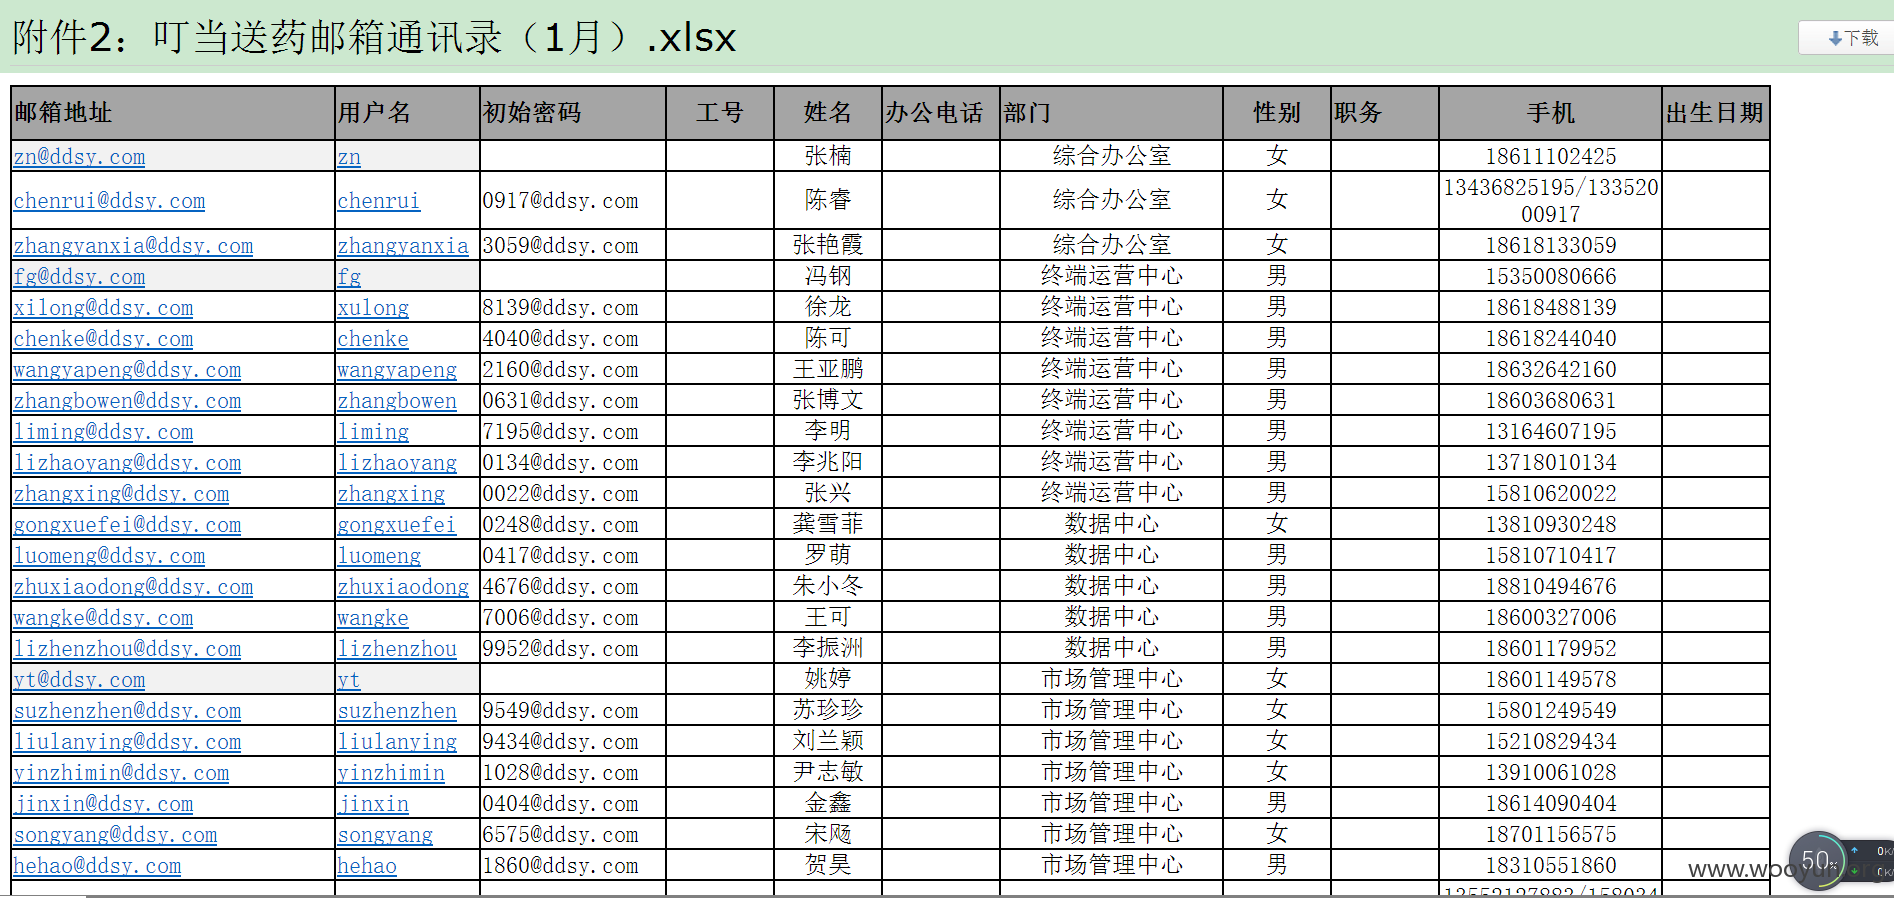 附件2：叮当送药邮箱通讯录（1月）.xlsx
下载
邮箱地址 用户名 初始密码 工号 姓名 办公电话 部门 性别 职务 手机 出生日期
zn@ddsy.com zn 张楠 综合办公室 女 18611102425
chenrui@ddsy.com chenrui 0917@ddsy.com 陈睿 综合办公室 女 13436825195/133520
00917
zhangyanxia@ddsy.com zhangyanxia 3059@ddsy.com 张艳霞 综合办公室 女 18618133059
fg@ddsy.com fg 冯钢 终端运营中心 男 15350080666
xilong@ddsy.com xulong 8139@ddsy.com 徐龙 终端运营中心 男 18618488139
chenke@ddsy.com chenke 4040@ddsy.com 陈可 终端运营中心 男 18618244040
wangyapeng@ddsy.com wangyapeng 2160@ddsy.com 王亚鹏 终端运营中心 男 18632642160
zhangbowen@ddsy.com zhangbowen 0631@ddsy.com 张博文 终端运营中心 男 18603680631
liming@ddsy.com liming 7195@ddsy.com 李明 终端运营中心 男 13164607195
lizhaoyang@ddsy.com lizhaoyang 0134@ddsy.com 李兆阳 终端运营中心 男 13718010134
zhangxing@ddsy.com zhangxing 0022@ddsy.com 张兴 终端运营中心 男 15810620022
gongxuefei@ddsy.com gongxuefei 0248@ddsy.com 龚雪菲 数据中心 女 13810930248
luomeng@ddsy.com luomeng 0417@ddsy.com 罗萌 数据中心 男 15810710417
zhuxiaodong@ddsy.com zhuxiaodong 4676@ddsy.com 朱小冬 数据中心 男 18810494676
wangke@ddsy.com wangke 7006@ddsy.com 王可 数据中心 男 18600327006
lizhenzhou@ddsy.com lizhenzhou 9952@ddsy.com 李振洲 数据中心 男 18601179952
yt@ddsy.com yt 姚婷 市场管理中心 女 18601149578
suzhenzhen@ddsy.com suzhenzhen 9549@ddsy.com 苏珍珍 市场管理中心 女 15801249549
liulanying@ddsy.com liulanying 9434@ddsy.com 刘兰颖 市场管理中心 女 15210829434
yinzhimin@ddsy.com yinzhimin 1028@ddsy.com 尹志敏 市场管理中心 女 13910061028
jinxin@ddsy.com jinxin 0404@ddsy.com 金鑫 市场管理中心 男 18614090404
songyang@ddsy.com songyang 6575@ddsy.com 宋飏 市场管理中心 女 18701156575
hehao@ddsy.com hehao 1860@ddsy.com 贺昊 市场管理中心 男 18310551860
50%